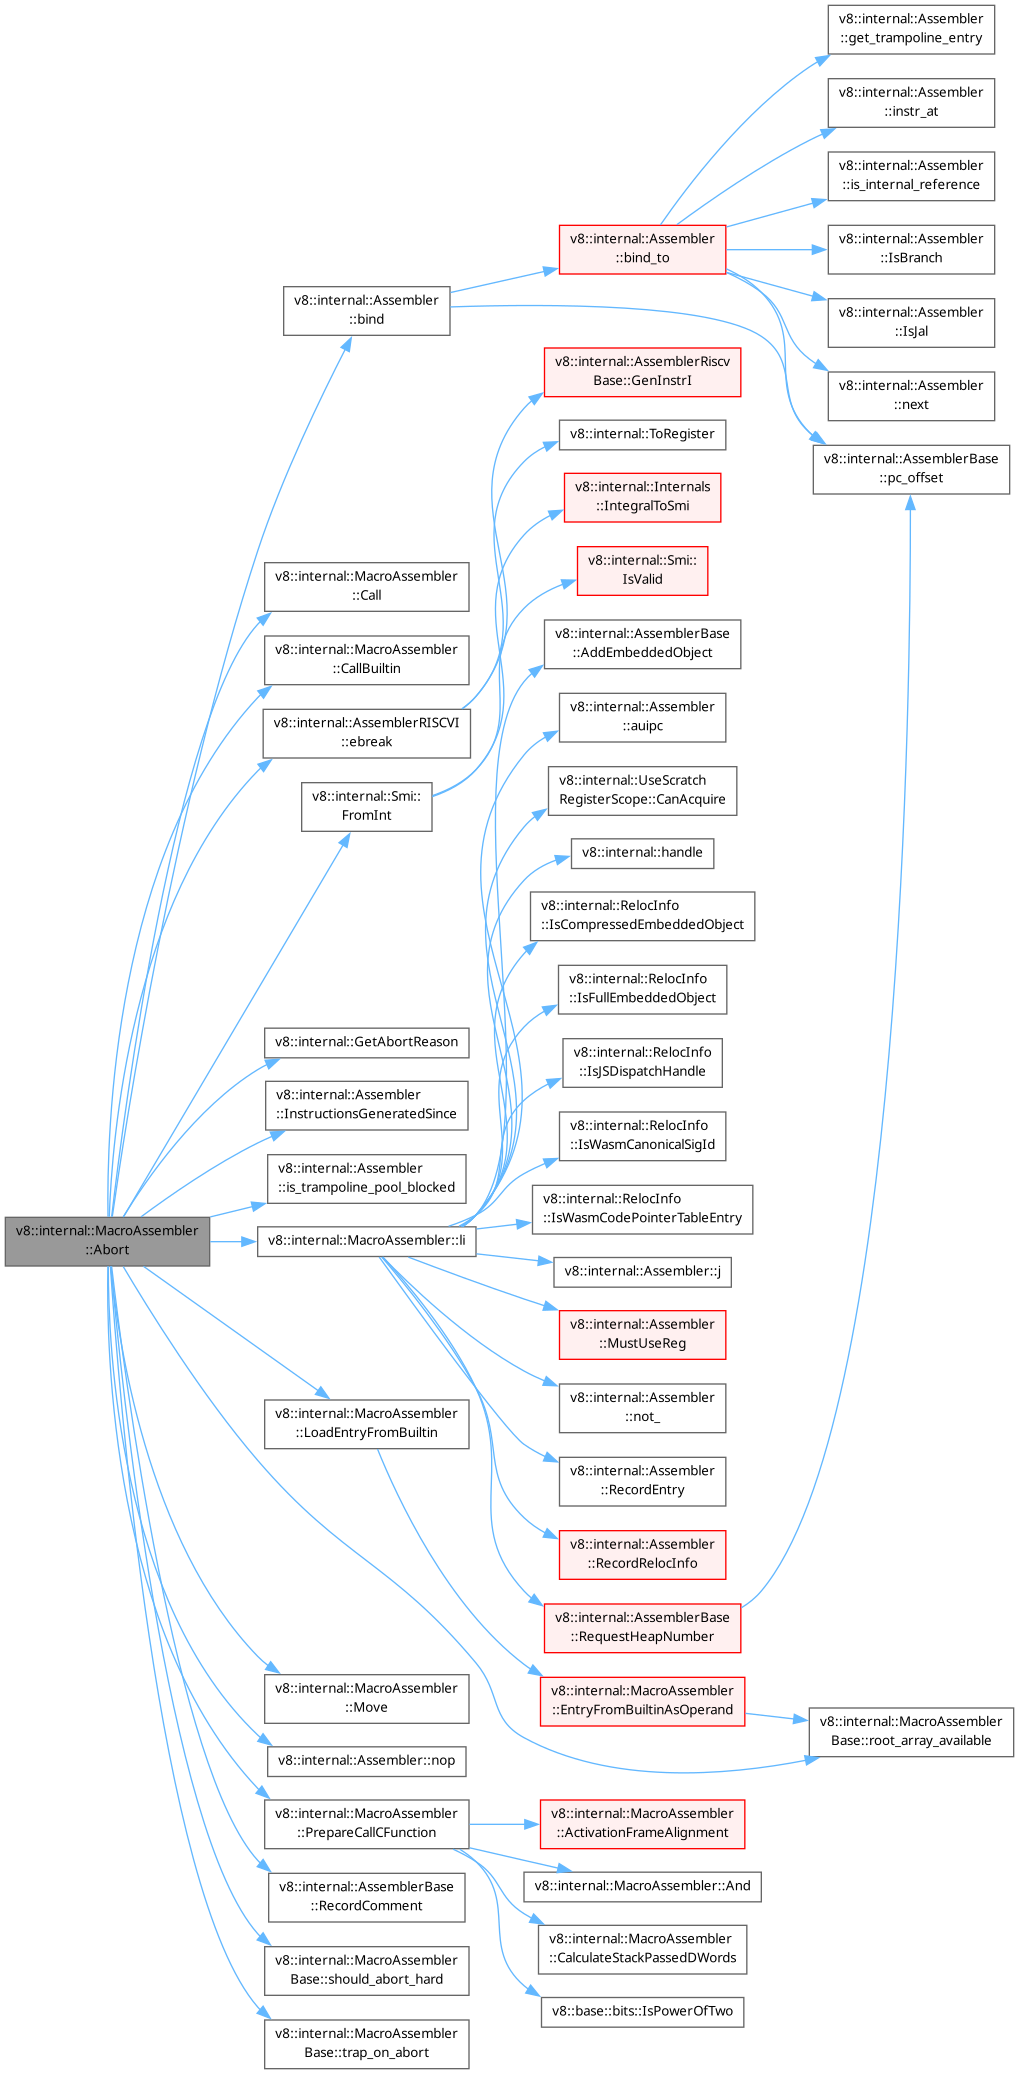 v8::internal::Assembler
::get_trampoline_entry
v8::internal::Assembler
::instr_at
v8::internal::Assembler
::is_internal_reference
v8::internal::Assembler
::bind_to
v8::internal::Assembler
::IsBranch
v8::internal::Assembler
::bind
v8::internal::Assembler
::IsJal
v8::internal::AssemblerRiscv
Base::GenInstrI
v8::internal::Assembler
::next
v8::internal::ToRegister
v8::internal::AssemblerBase
::pc_offset
v8::internal::Internals
::IntegralToSmi
v8::internal::MacroAssembler
::Call
v8::internal::Smi::
IsValid
v8::internal::MacroAssembler
::CallBuiltin
v8::internal::AssemblerBase
::AddEmbeddedObject
v8::internal::AssemblerRISCVI
::ebreak
v8::internal::Assembler
::auipc
v8::internal::Smi::
FromInt
v8::internal::UseScratch
RegisterScope::CanAcquire
v8::internal::handle
v8::internal::RelocInfo
::IsCompressedEmbeddedObject
v8::internal::RelocInfo
::IsFullEmbeddedObject
v8::internal::GetAbortReason
v8::internal::RelocInfo
::IsJSDispatchHandle
v8::internal::Assembler
::InstructionsGeneratedSince
v8::internal::RelocInfo
::IsWasmCanonicalSigId
v8::internal::Assembler
::is_trampoline_pool_blocked
v8::internal::RelocInfo
::IsWasmCodePointerTableEntry
v8::internal::MacroAssembler
::Abort
v8::internal::MacroAssembler::li
v8::internal::Assembler::j
v8::internal::Assembler
::MustUseReg
v8::internal::MacroAssembler
::LoadEntryFromBuiltin
v8::internal::Assembler
::not_
v8::internal::Assembler
::RecordEntry
v8::internal::Assembler
::RecordRelocInfo
v8::internal::AssemblerBase
::RequestHeapNumber
v8::internal::MacroAssembler
::Move
v8::internal::MacroAssembler
::EntryFromBuiltinAsOperand
v8::internal::MacroAssembler
Base::root_array_available
v8::internal::Assembler::nop
v8::internal::MacroAssembler
::PrepareCallCFunction
v8::internal::MacroAssembler
::ActivationFrameAlignment
v8::internal::AssemblerBase
::RecordComment
v8::internal::MacroAssembler::And
v8::internal::MacroAssembler
Base::should_abort_hard
v8::internal::MacroAssembler
::CalculateStackPassedDWords
v8::internal::MacroAssembler
Base::trap_on_abort
v8::base::bits::IsPowerOfTwo